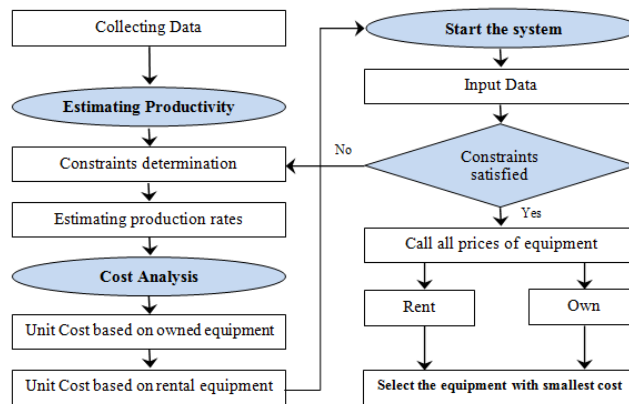 Collecting Data
Estimating Productivity
Constraints determination
Estimating production rates
Cost Analysis
Unit Cost based on owned equipment
Unit Cost based on rental equipment
Start the system
Input Data
Constraints
satisfied
No
Yes
Call all prices of equipment
Rent
Own
Select the equipment with smallest cost